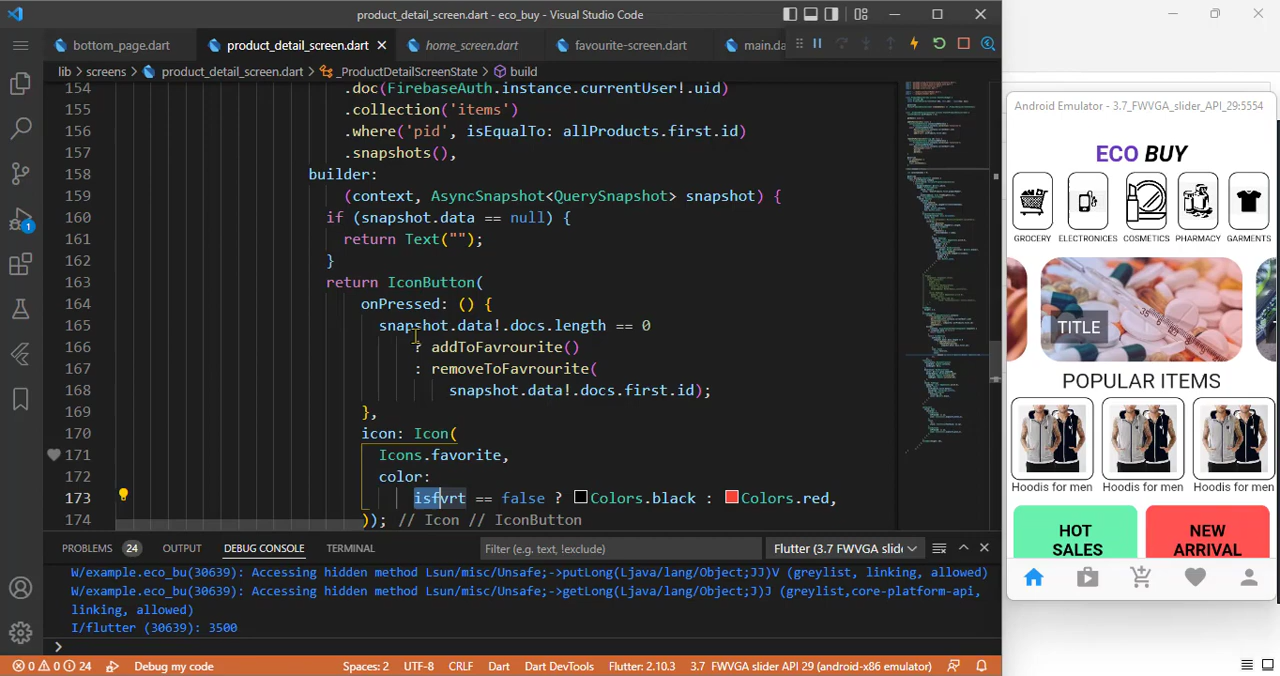 product_detail_screen.dart - eco_buy - Visual Studio Code
bottom_page.dart
product_detail_screen.dart
home_screen.dart
favourite-screen.dart
main.da
lib > screens > product_detail_screen.dart > _ProductDetailScreenState > build
154 .doc(FirebaseAuth.instance.currentUser!.uid)
155 .collection('items')
156 .where('pid', isEqualTo: allProducts.first.id)
157 .snapshots(),
158 builder:
159 (context, AsyncSnapshot<QuerySnapshot> snapshot) {
160 if (snapshot.data == null) {
161 return Text("");
162 }
163 return IconButton(
164 onPressed: () {
165 snapshot.data!.docs.length == 0
166 ? addToFavrourite()
167 : removeToFavourite(
168 snapshot.data!.docs.first.id);
169 },
170 icon: Icon(
171 Icons.favorite,
172 color:
173 isfvrt == false ? Colors.black : Colors.red,
174 )); // Icon // IconButton
PROBLEMS 24 OUTPUT DEBUG CONSOLE TERMINAL
Filter (e.g. text, !exclude)
Flutter (3.7 FWVGA slide
W/example.eco_bu(30639): Accessing hidden method Lsun/misc/Unsafe;->putLong(Ljava/lang/Object;JJ)V (greylist, linking, allowed)
W/example.eco_bu(30639): Accessing hidden method Lsun/misc/Unsafe;->getLong(Ljava/lang/Object;J)J (greylist,core-platform-api,
linking, allowed)
I/flutter (30639): 3500
>
1
0 0 24 Debug my code Spaces: 2 UTF-8 CRLF Dart Dart DevTools Flutter: 2.10.3 3.7 FWVGA slider API 29 (android-x86 emulator)
Android Emulator - 3.7_FWVGA_slider_API_29:5554
ECO BUY
GROCERY ELECTRONICES COSMETICS PHARMACY GARMENTS
TITLE
POPULAR ITEMS
Hoodis for men Hoodis for men Hoodis for men
HOT
SALES
NEW
ARRIVAL